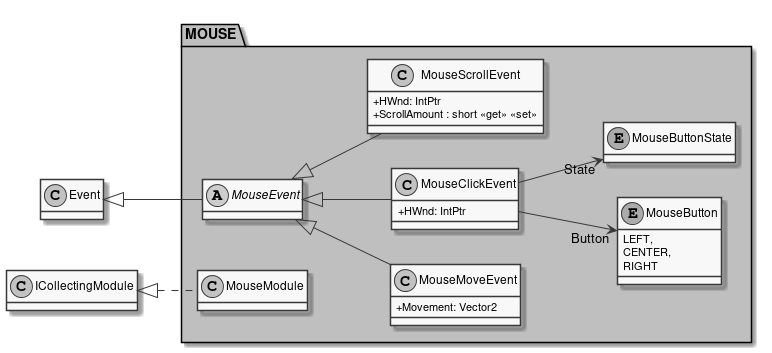 MOUSE
C MouseScrollEvent
+HWnd: IntPtr
+ScrollAmount : short «get» «set»
E MouseButtonState
State
C Event
A MouseEvent
C MouseClickEvent
+HWnd: IntPtr
E MouseButton
LEFT,
CENTER,
RIGHT
Button
C ICollectingModule
C MouseModule
C MouseMoveEvent
+Movement: Vector2